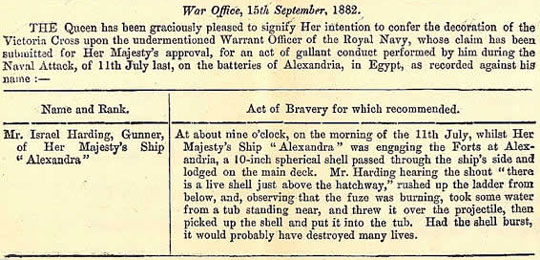 War Office, 15th September, 1882.
THE Queen has been graciously pleased to signify Her intention to confer the decoration of the
Victoria Cross upon the undermentioned Warrant Officer of the Royal Navy, whose claim has been
submitted for Her Majesty's approval, for an act of gallant conduct performed by him during the
Naval Attack, of 11th July last, on the batteries of Alexandria, in Egypt, as recorded against his
name :—
Name and Rank.
Act of Bravery for which recommended.
Mr. Israel Harding, Gunner,
of Her Majesty's Ship
"Alexandra"
At about nine o'clock, on the morning of the 11th July, whilst Her
Majesty's Ship "Alexandra" was engaging the Forts at Alex-
andria, a 10-inch spherical shell passed through the ship's side and
lodged on the main deck. Mr. Harding hearing the shout "there
is a live shell just above the hatchway," rushed up the ladder from
below, and, observing that the fuze was burning, took some water
from a tub standing near, and threw it over the projectile, then
picked up the shell and put it into the tub. Had the shell burst,
it would probably have destroyed many lives.